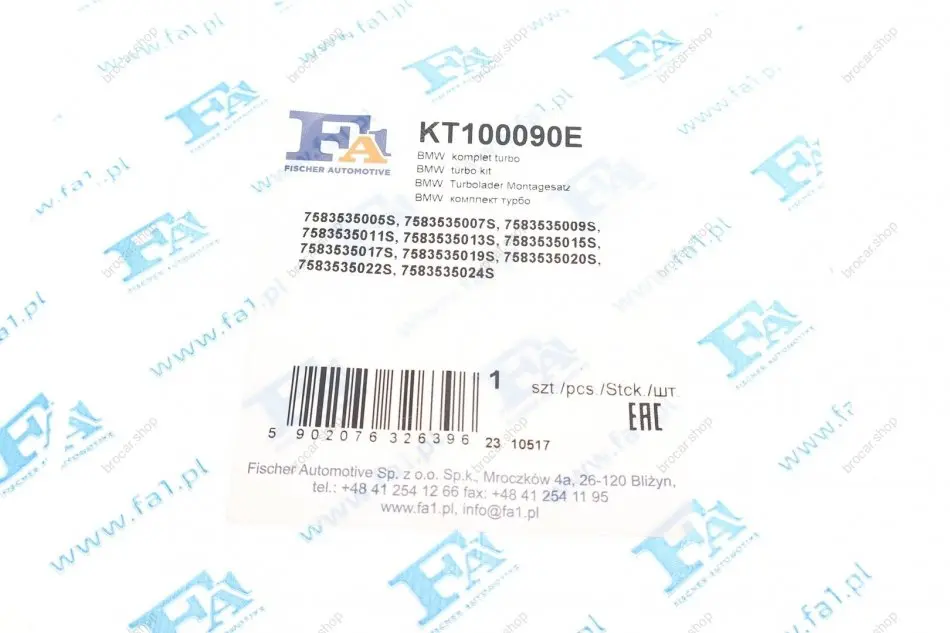 FA1
FISCHER AUTOMOTIVE
KT100090E
BMW komplet turbo
BMW turbo kit
BMW Turbolader Montagesatz
BMW комплект турбо
7583535005S, 7583535007S, 7583535009S,
7583535011S, 7583535013S, 7583535015S,
7583535017S, 7583535019S, 7583535020S,
7583535022S, 7583535024S
1 szt./pcs./Stck./шт.
EAC
5 902076 326396 23 10517
Fischer Automotive Sp. z o.o. Sp.k., Mroczków 4a, 26-120 Bliżyn,
tel.: +48 41 254 12 66 fax: +48 41 254 11 95
www.fa1.pl, info@fa1.pl
www.fa1.pl
brocar.shop